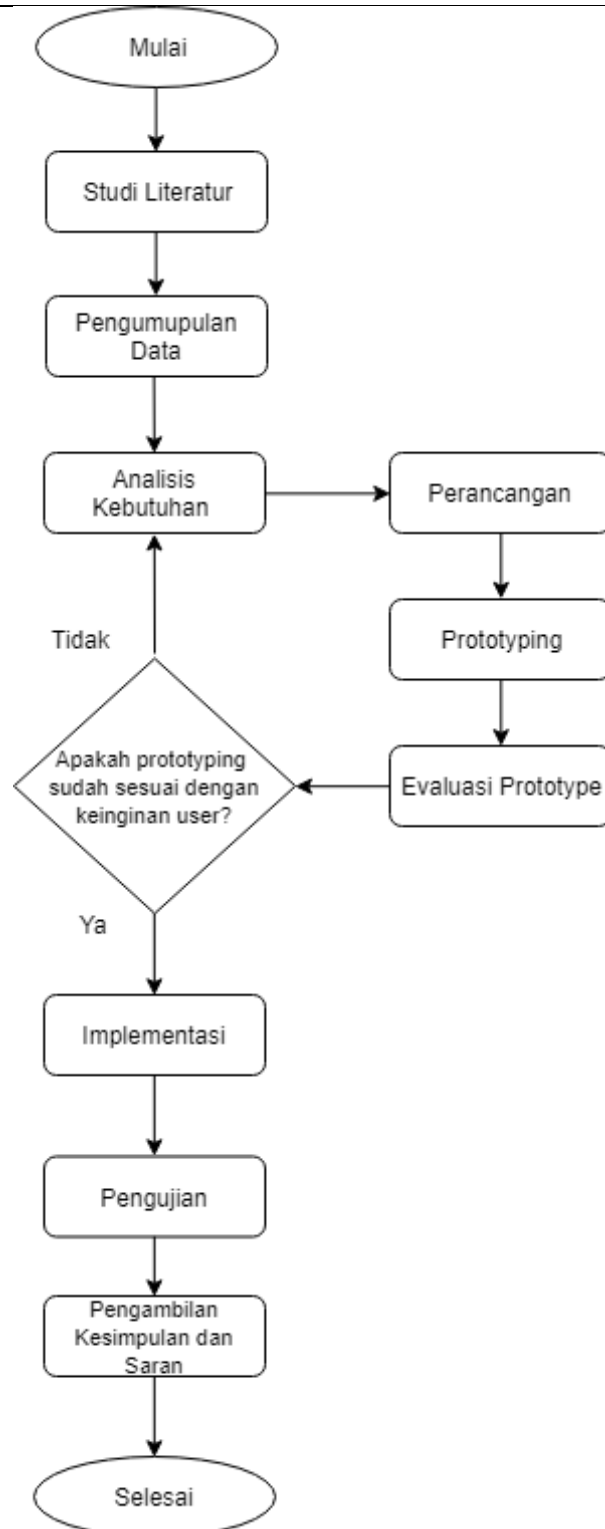 Mulai
Studi Literatur
Pengumupulan
Data
Analisis
Kebutuhan
Perancangan
Prototyping
Evaluasi Prototype
Tidak
Apakah prototyping
sudah sesuai dengan
keinginan user?
Ya
Implementasi
Pengujian
Pengambilan
Kesimpulan dan
Saran
Selesai